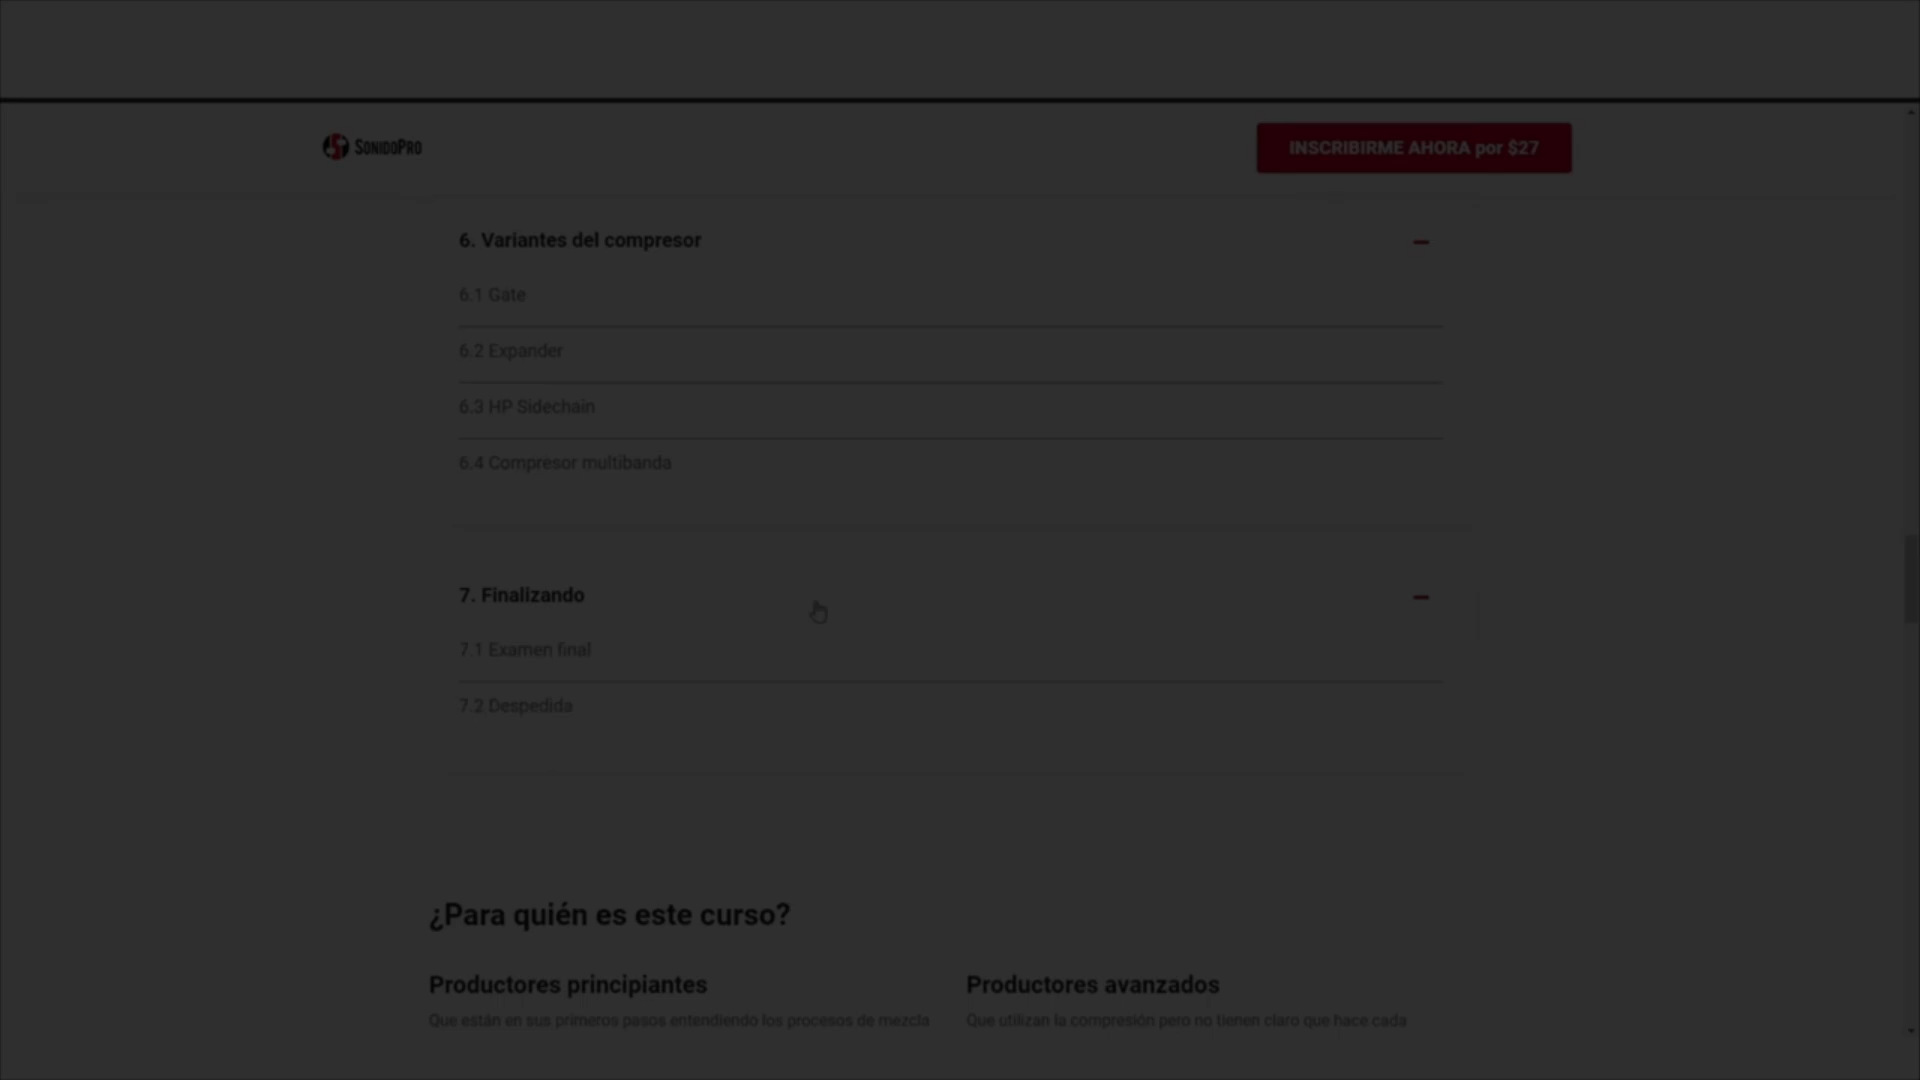 SONIDOPRO
INSCRIBIRME AHORA por $27
6. Variantes del compresor
6.1 Gate
6.2 Expander
6.3 HP Sidechain
6.4 Compresor multibanda
7. Finalizando
7.1 Examen final
7.2 Despedida
¿Para quién es este curso?
Productores principiantes
Que están en sus primeros pasos entendiendo los procesos de mezcla
Productores avanzados
Que utilizan la compresión pero no tienen claro que hace cada